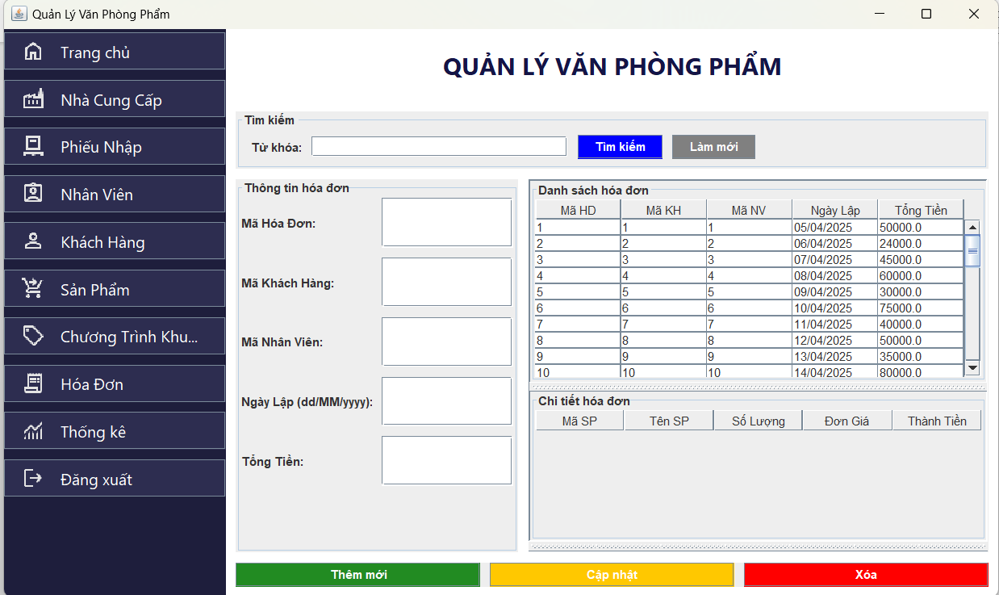 Quản Lý Văn Phòng Phẩm
Trang chủ
Nhà Cung Cấp
Phiếu Nhập
Nhân Viên
Khách Hàng
Sản Phẩm
Chương Trình Khu...
Hóa Đơn
Thống kê
Đăng xuất
QUẢN LÝ VĂN PHÒNG PHẨM
Tìm kiếm
Từ khóa: Tìm kiếm Làm mới
Thông tin hóa đơn
Mã Hóa Đơn:
Mã Khách Hàng:
Mã Nhân Viên:
Ngày Lập (dd/MM/yyyy):
Tổng Tiền:
Danh sách hóa đơn
Mã HD Mã KH Mã NV Ngày Lập Tổng Tiền
1 1 1 05/04/2025 50000.0
2 2 2 06/04/2025 24000.0
3 3 3 07/04/2025 45000.0
4 4 4 08/04/2025 60000.0
5 5 5 09/04/2025 30000.0
6 6 6 10/04/2025 75000.0
7 7 7 11/04/2025 40000.0
8 8 8 12/04/2025 50000.0
9 9 9 13/04/2025 35000.0
10 10 10 14/04/2025 80000.0
Chi tiết hóa đơn
Mã SP Tên SP Số Lượng Đơn Giá Thành Tiền
Thêm mới Cập nhật Xóa